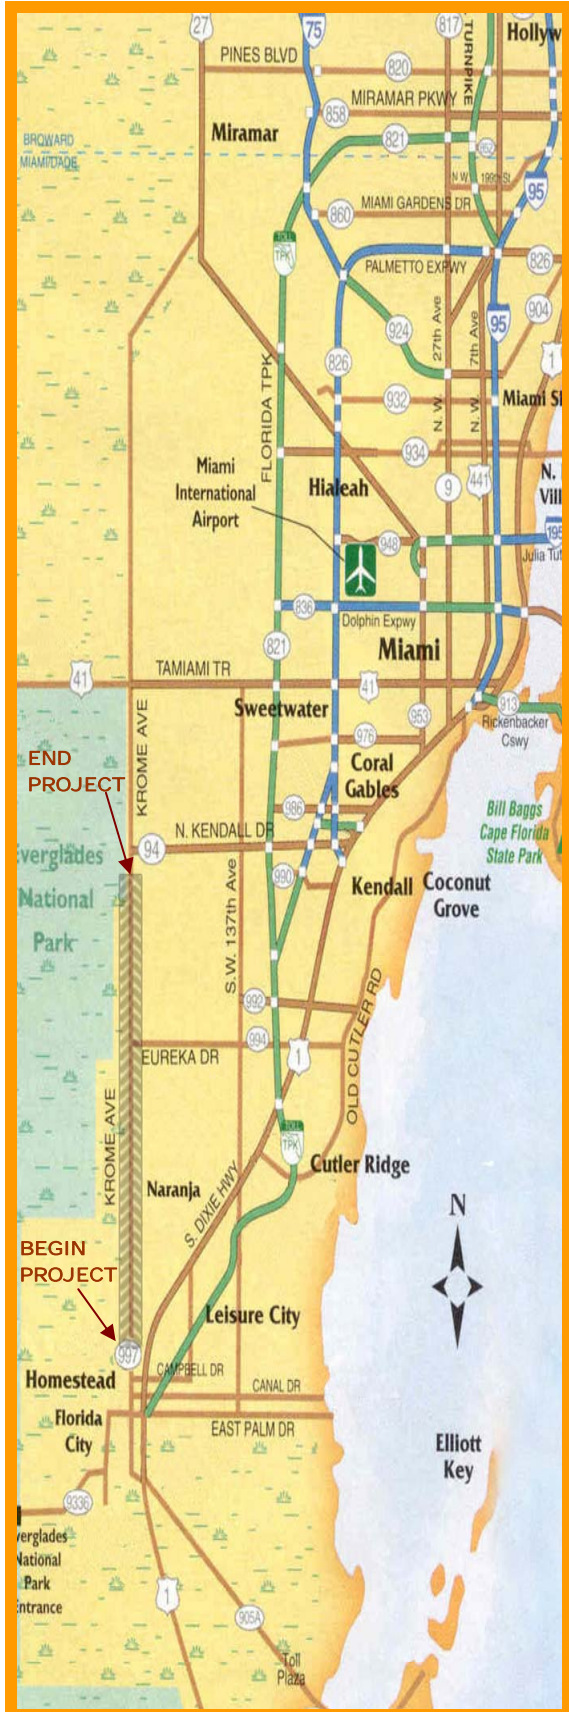 27
75
817
TURNPIKE
Hollyw
PINES BLVD
820
MIRAMAR PKWY
858
Miramar
821
BROWARD
MIAMI/DADE
852
N.W. 199th St
95
MIAMI GARDENS DR
860
TOLL
TPK
PALMETTO EXPWY
826
924
N. W. 27th Ave
N. W. 7th Ave
95
904
1
826
FLORIDA TPK
932
Miami S
934
Miami
International
Airport
Hialeah
9
441
N.
Vill
948
195
Julia Tut
836
Dolphin Expwy
821
Miami
TAMIAMI TR
41
41
KROME AVE
Sweetwater
953
913
Rickenbacker
Cswy
976
END
PROJECT
Coral
Gables
986
N. KENDALL DR
94
Bill Baggs
Cape Florida
State Park
verglades
National
Park
S.W. 137th Ave
990
Kendall
Coconut
Grove
992
994
EUREKA DR
1
OLD CUTLER RD
KROME AVE
TOLL
TPK
Cutler Ridge
Naranja
S. DIXIE HWY
N
BEGIN
PROJECT
Leisure City
997
Homestead
CAMPBELL DR
CANAL DR
Florida
City
EAST PALM DR
Elliott
Key
9336
verglades
National
Park
Entrance
1
905A
Toll
Plaza